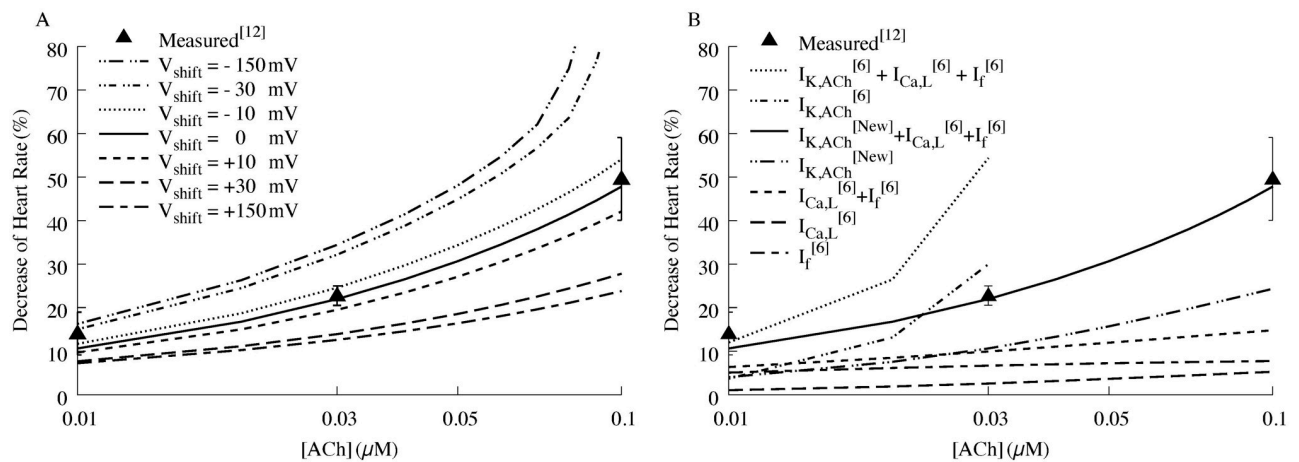 A
Measured[12]
V_shift = - 150 mV
V_shift = - 30 mV
V_shift = - 10 mV
V_shift = 0 mV
V_shift = +10 mV
V_shift = +30 mV
V_shift = +150 mV
Decrease of Heart Rate (%)
80
70
60
50
40
30
20
10
0
0.01
0.03
0.05
0.1
[ACh] (μM)
B
Measured[12]
I_K,ACh[6] + I_Ca,L[6] + I_f[6]
I_K,ACh[6]
I_K,ACh[New]+I_Ca,L[6]+I_f[6]
I_K,ACh[New]
I_Ca,L[6]+I_f[6]
I_Ca,L[6]
I_f[6]
Decrease of Heart Rate (%)
80
70
60
50
40
30
20
10
0
0.01
0.03
0.05
0.1
[ACh] (μM)